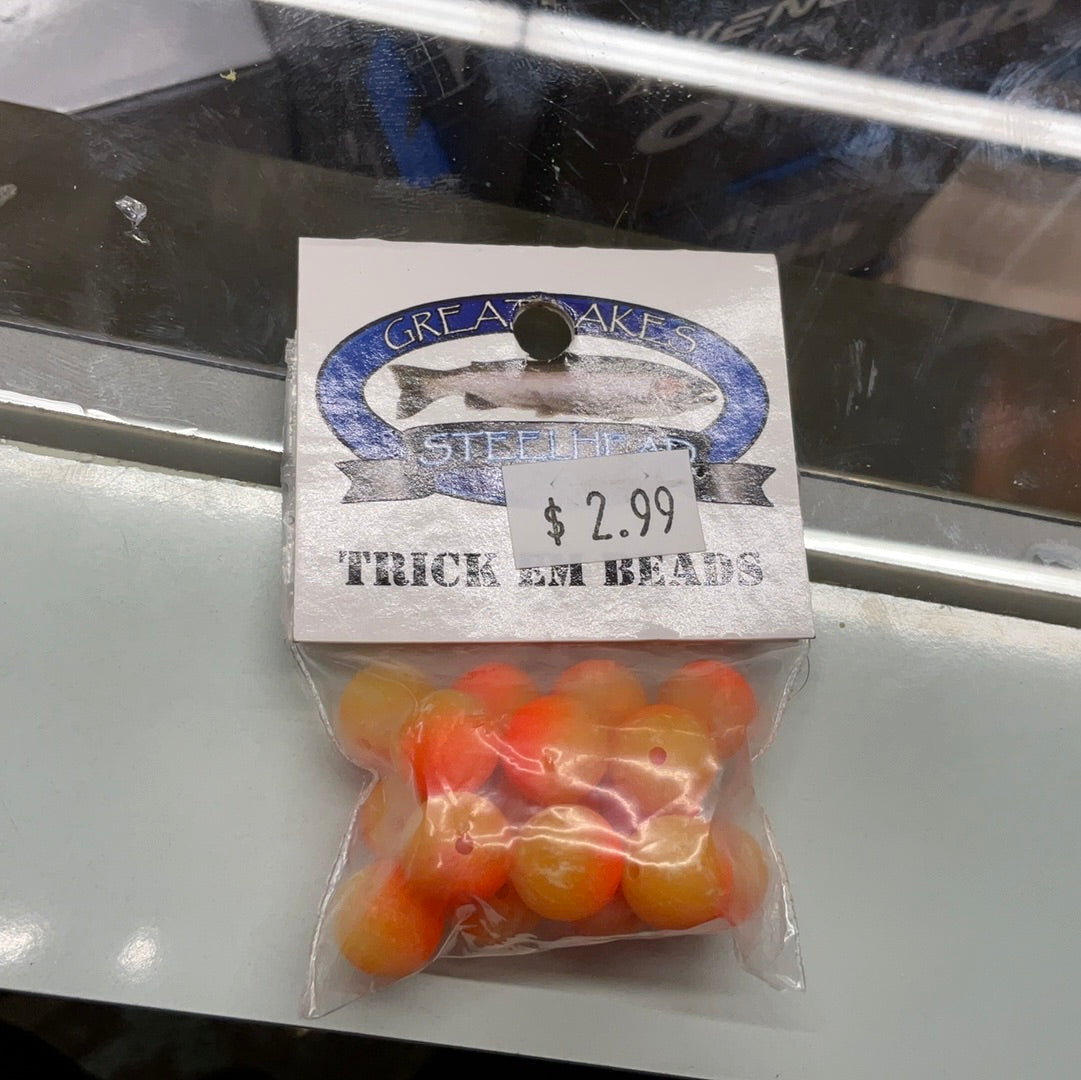 GREAT LAKES
STEELHEAD
$ 2.99
TRICK EM BEADS